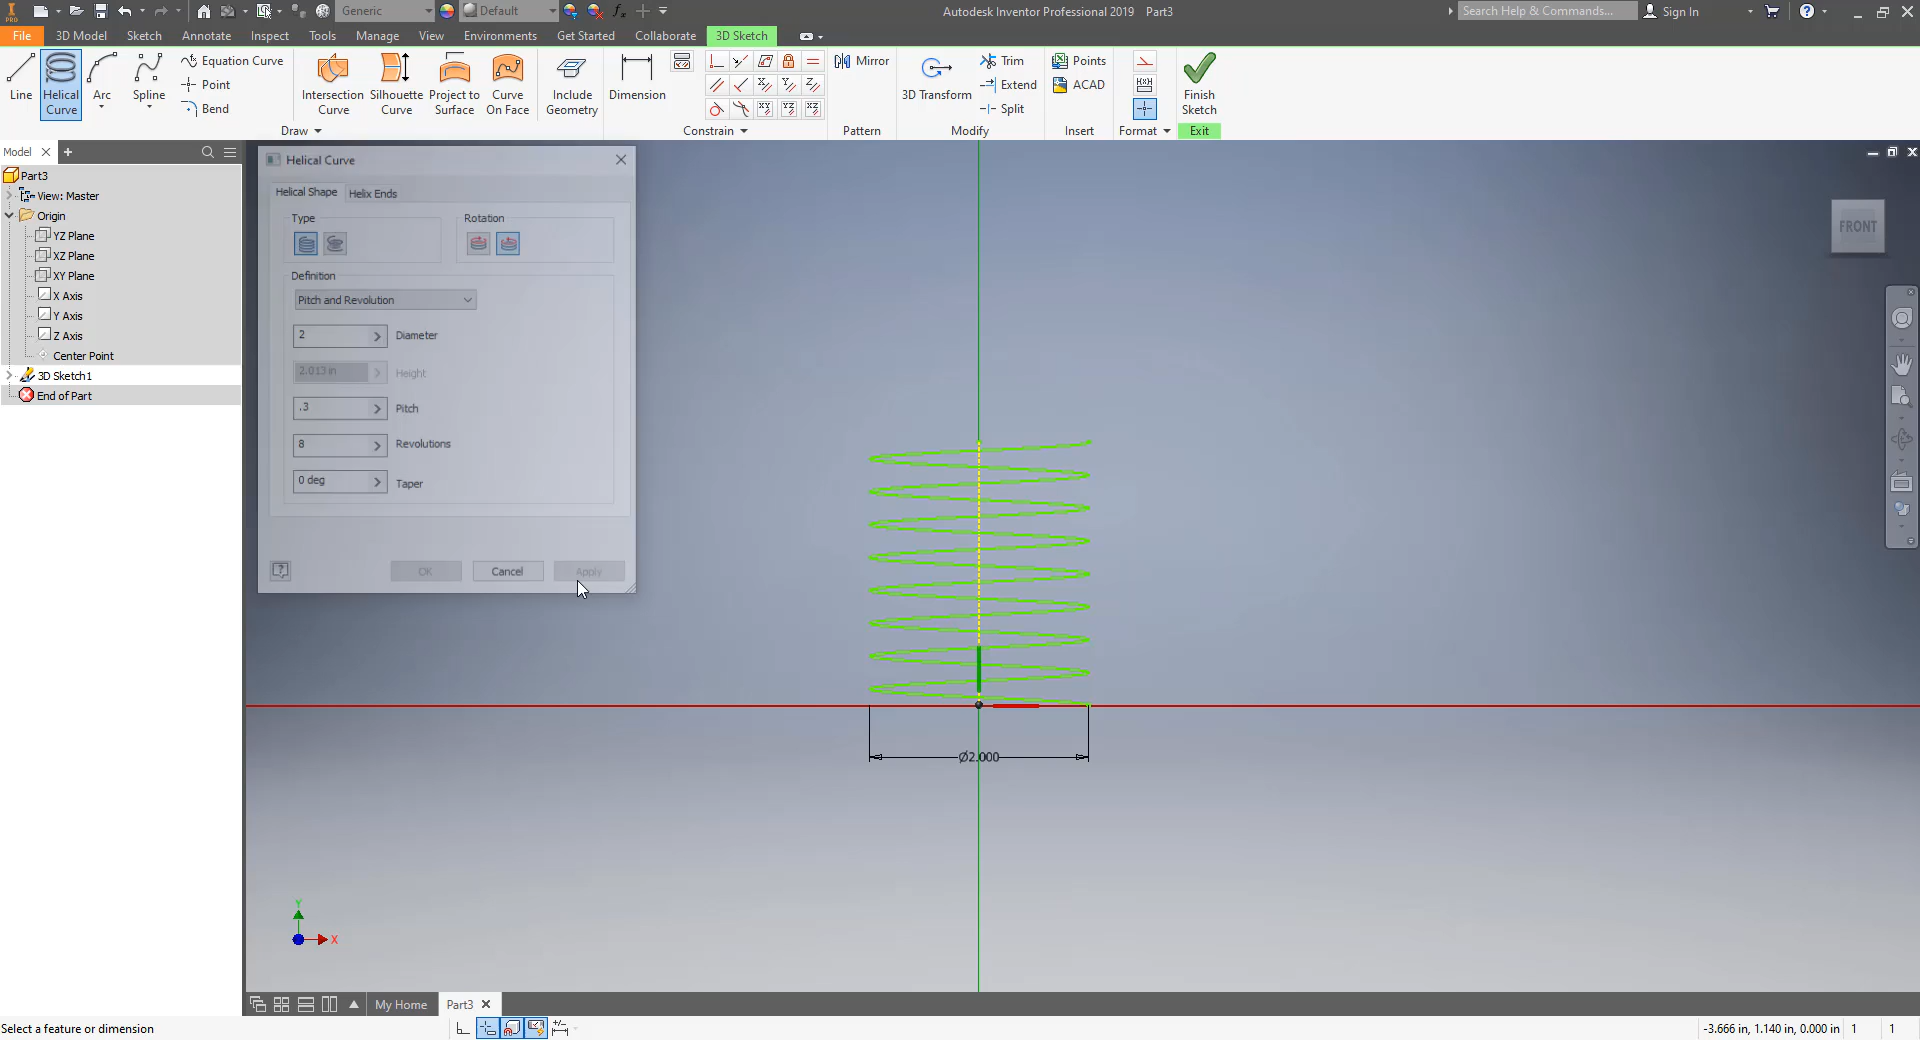 PRO
Generic
Default
fx
Autodesk Inventor Professional 2019 Part3
Search Help & Commands...
Sign In
File
3D Model
Sketch
Annotate
Inspect
Tools
Manage
View
Environments
Get Started
Collaborate
3D Sketch
Line
Helical
Curve
Arc
Spline
Equation Curve
Point
Bend
Intersection
Curve
Silhouette
Curve
Project to
Surface
Curve
On Face
Include
Geometry
Dimension
Mirror
3D Transform
Trim
Extend
Split
Points
ACAD
Finish
Sketch
Draw
Constrain
Pattern
Modify
Insert
Format
Exit
Model
Part3
View: Master
Origin
YZ Plane
XZ Plane
XY Plane
X Axis
Y Axis
Z Axis
Center Point
3D Sketch1
End of Part
Helical Curve
Helical Shape
Helix Ends
Type
Rotation
Definition
Pitch and Revolution
2
Diameter
2.013 in
Height
.3
Pitch
8
Revolutions
0 deg
Taper
OK
Cancel
Apply
FRONT
Ø2.000
Y
X
My Home
Part3
Select a feature or dimension
-3.666 in, 1.140 in, 0.000 in
1
1